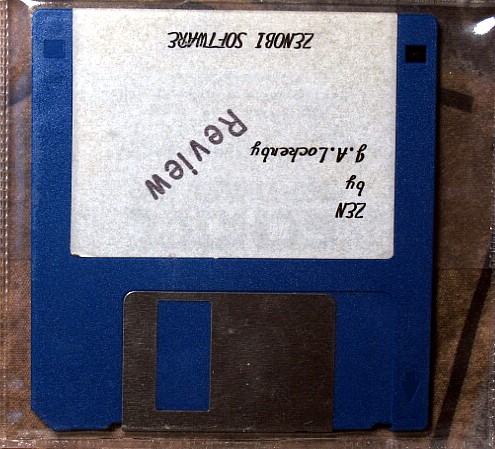 ZEN
by
J.A.Lockerby
Review
ZENOBI SOFTWARE